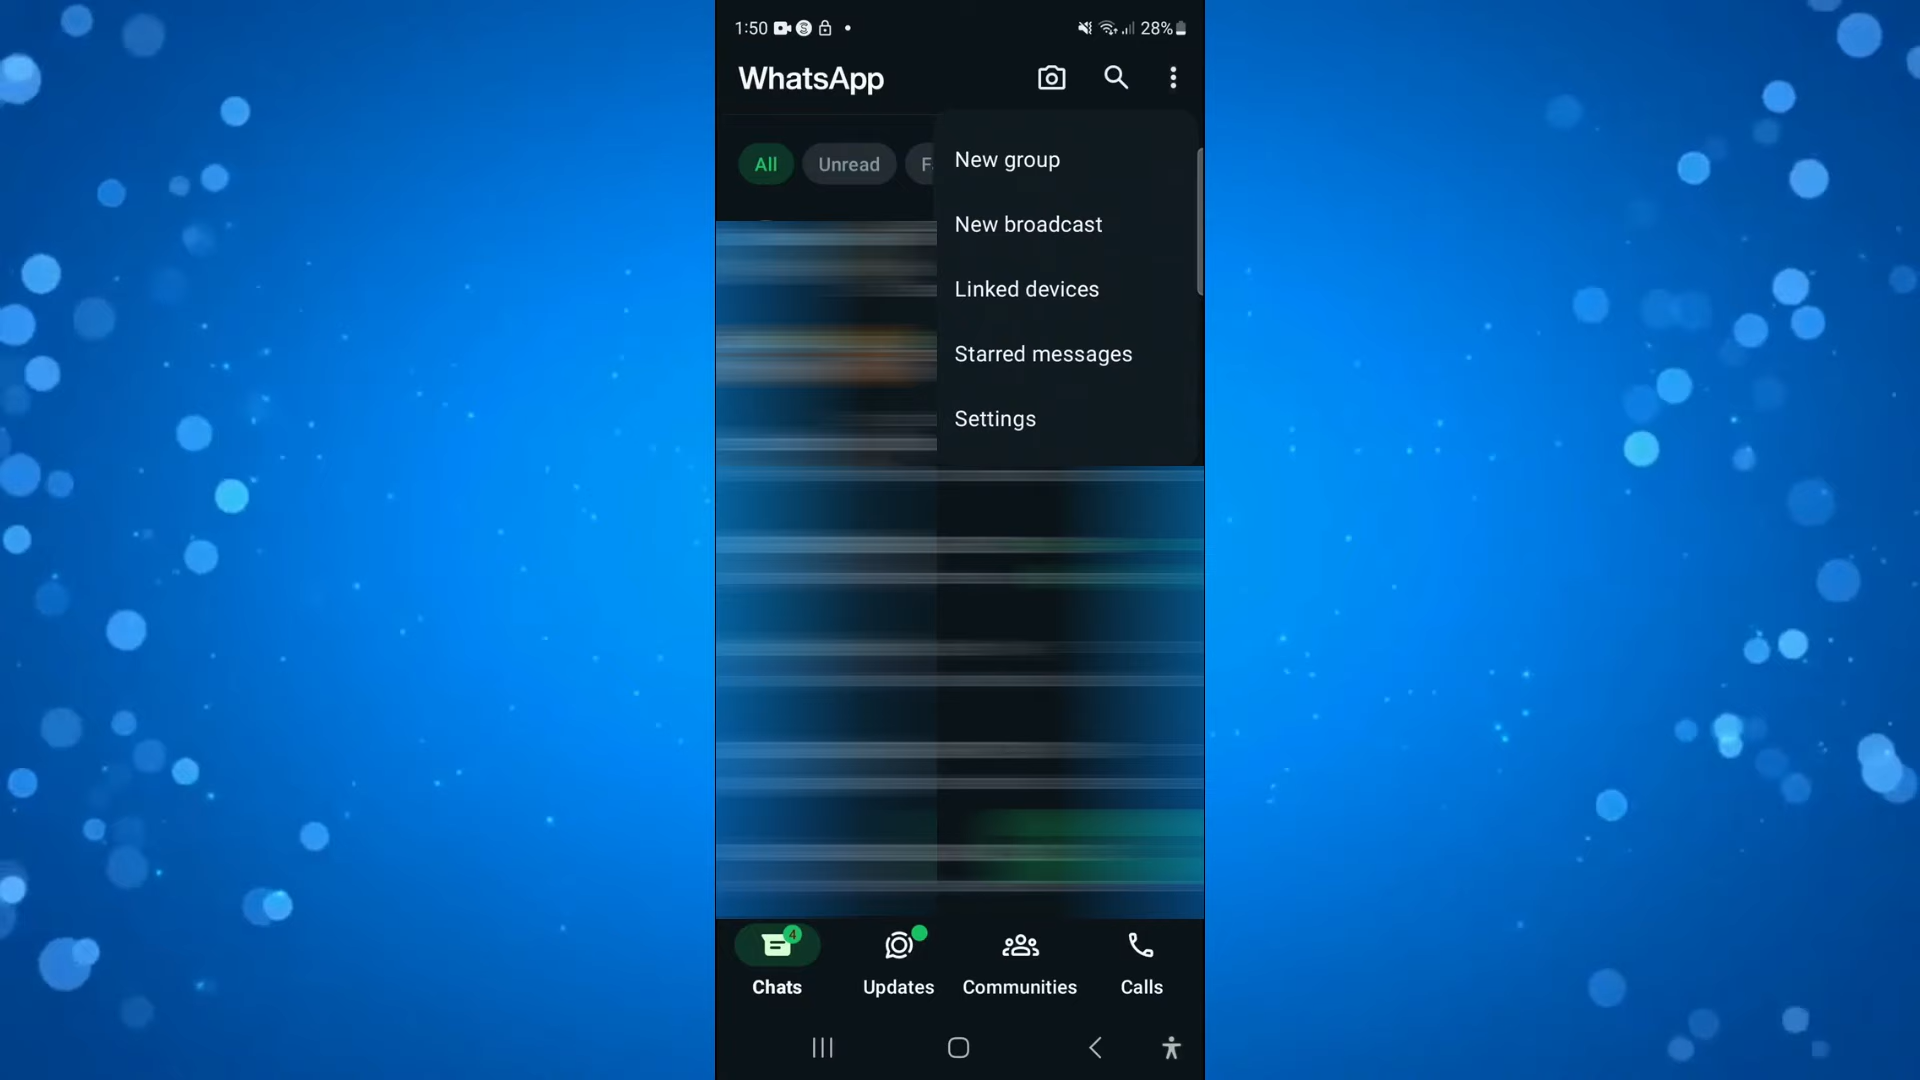 1:50
28%
WhatsApp
All
Unread
F
New group
New broadcast
Linked devices
Starred messages
Settings
4
Chats
Updates
Communities
Calls